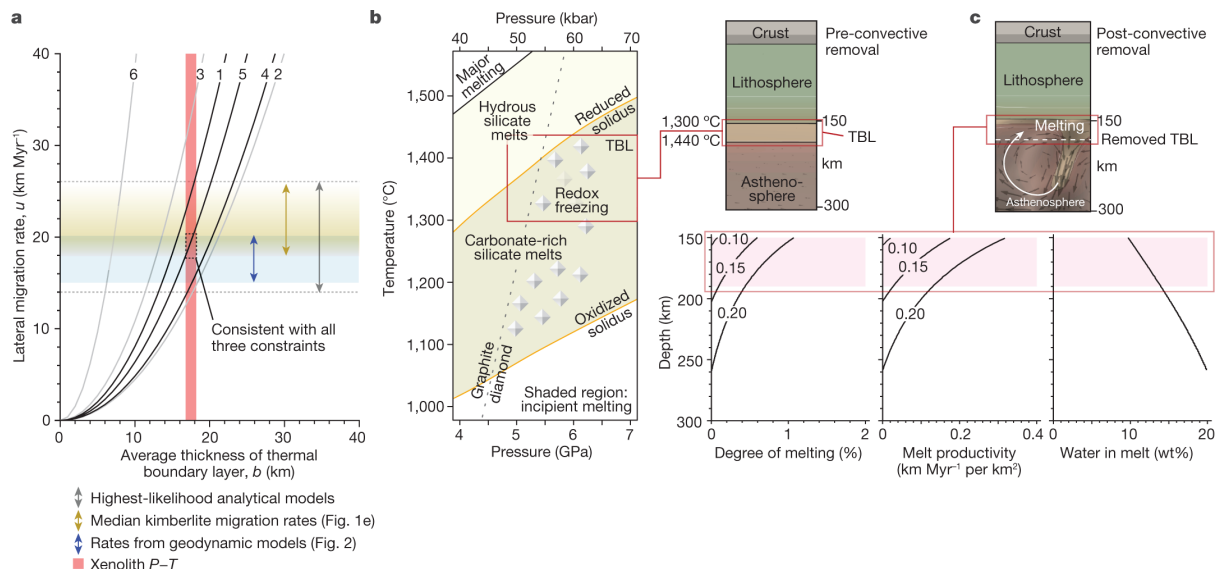 a
Lateral migration rate, u (km Myr⁻¹)
40
30
20
10
0
6
3
1
5
4
2
Consistent with all
three constraints
0
10
20
30
40
Average thickness of thermal
boundary layer, b (km)
Highest-likelihood analytical models
Median kimberlite migration rates (Fig. 1e)
Rates from geodynamic models (Fig. 2)
Xenolith P–T
b
Pressure (kbar)
40
50
60
70
Temperature (°C)
1,500
1,400
1,300
1,200
1,100
1,000
Major melting
Hydrous
silicate
melts
Reduced
solidus
TBL
Redox
freezing
Carbonate-rich
silicate melts
Oxidized
solidus
Graphite
diamond
Shaded region:
incipient melting
4
5
6
7
Pressure (GPa)
Crust
Pre-convective
removal
Lithosphere
1,300 °C
1,440 °C
150
TBL
km
Astheno-
sphere
300
c
Crust
Post-convective
removal
Lithosphere
150
Melting
Removed TBL
km
Asthenosphere
300
Depth (km)
150
200
250
300
0.10
0.15
0.20
0
1
2
Degree of melting (%)
0.10
0.15
0.20
0
0.2
0.4
Melt productivity
(km Myr⁻¹ per km²)
0
10
20
Water in melt (wt%)